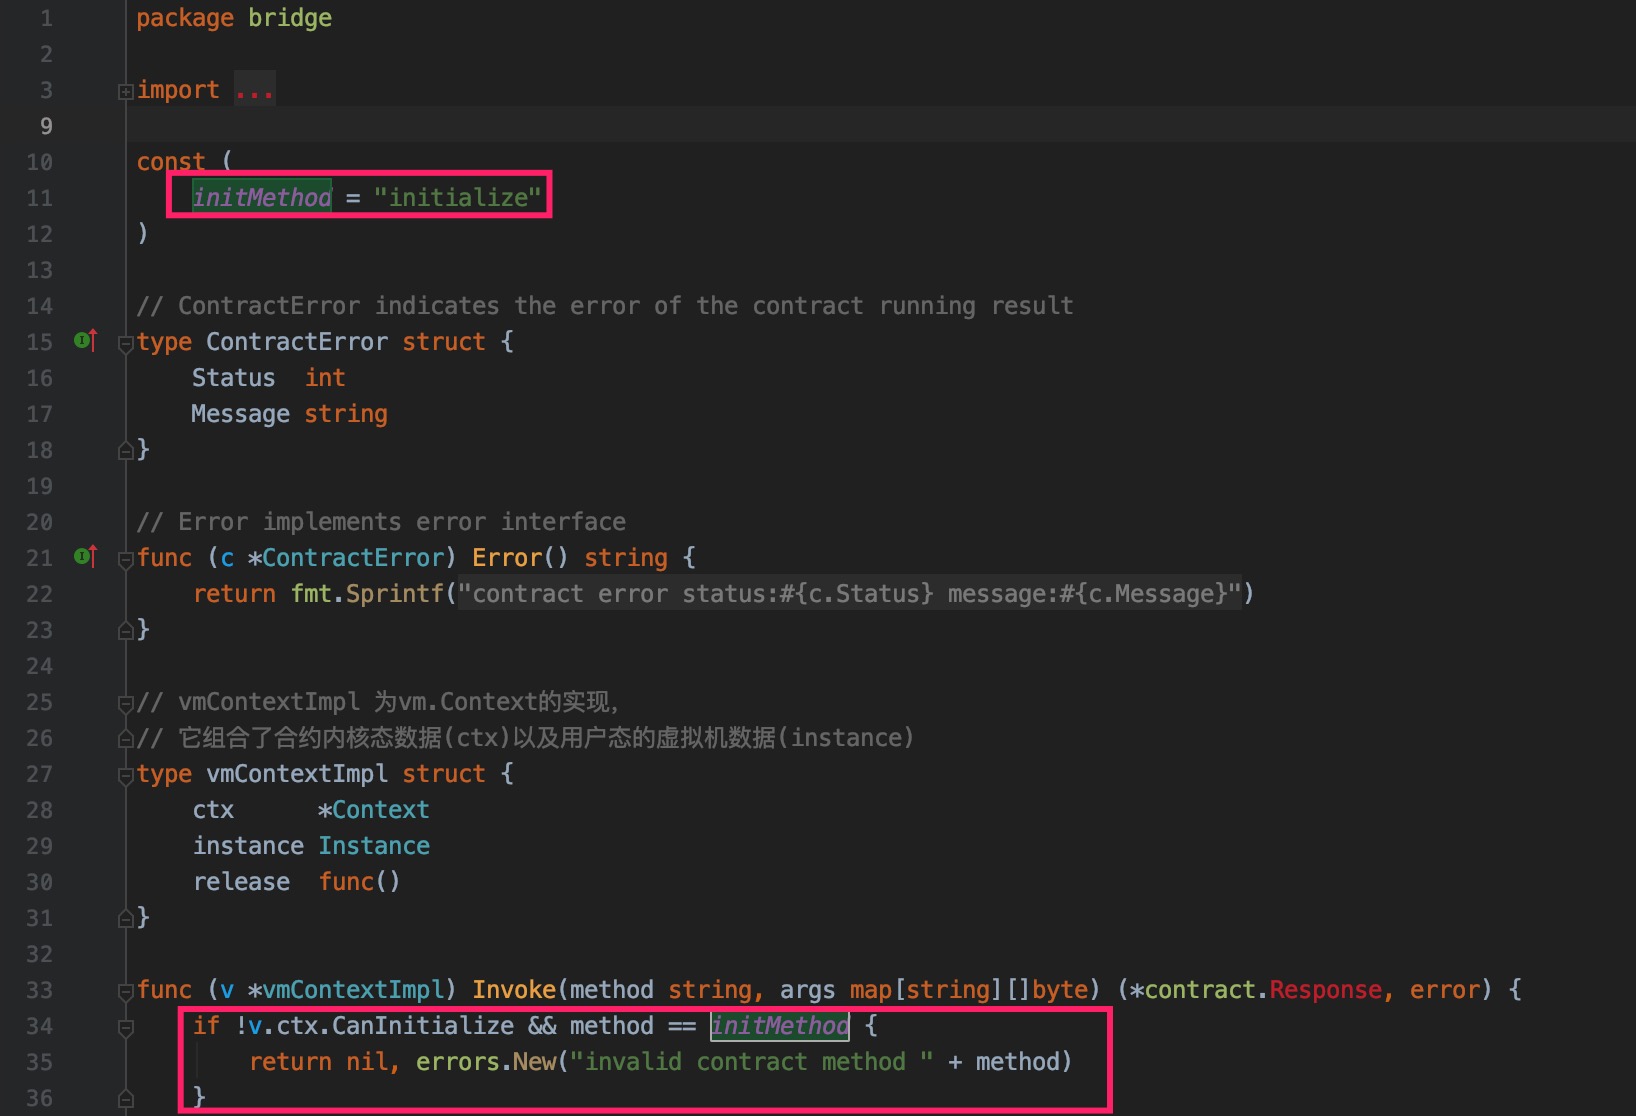 1 package bridge
2
3 import ...
9
10 const (
11 initMethod = "initialize"
12 )
13
14 // ContractError indicates the error of the contract running result
15 type ContractError struct {
16 Status  int
17 Message string
18 }
19
20 // Error implements error interface
21 func (c *ContractError) Error() string {
22 return fmt.Sprintf("contract error status:#{c.Status} message:#{c.Message}")
23 }
24
25 // vmContextImpl 为vm.Context的实现,
26 // 它组合了合约内核态数据(ctx)以及用户态的虚拟机数据(instance)
27 type vmContextImpl struct {
28 ctx      *Context
29 instance Instance
30 release  func()
31 }
32
33 func (v *vmContextImpl) Invoke(method string, args map[string][]byte) (*contract.Response, error) {
34 if !v.ctx.CanInitialize && method == initMethod {
35 return nil, errors.New("invalid contract method " + method)
36 }